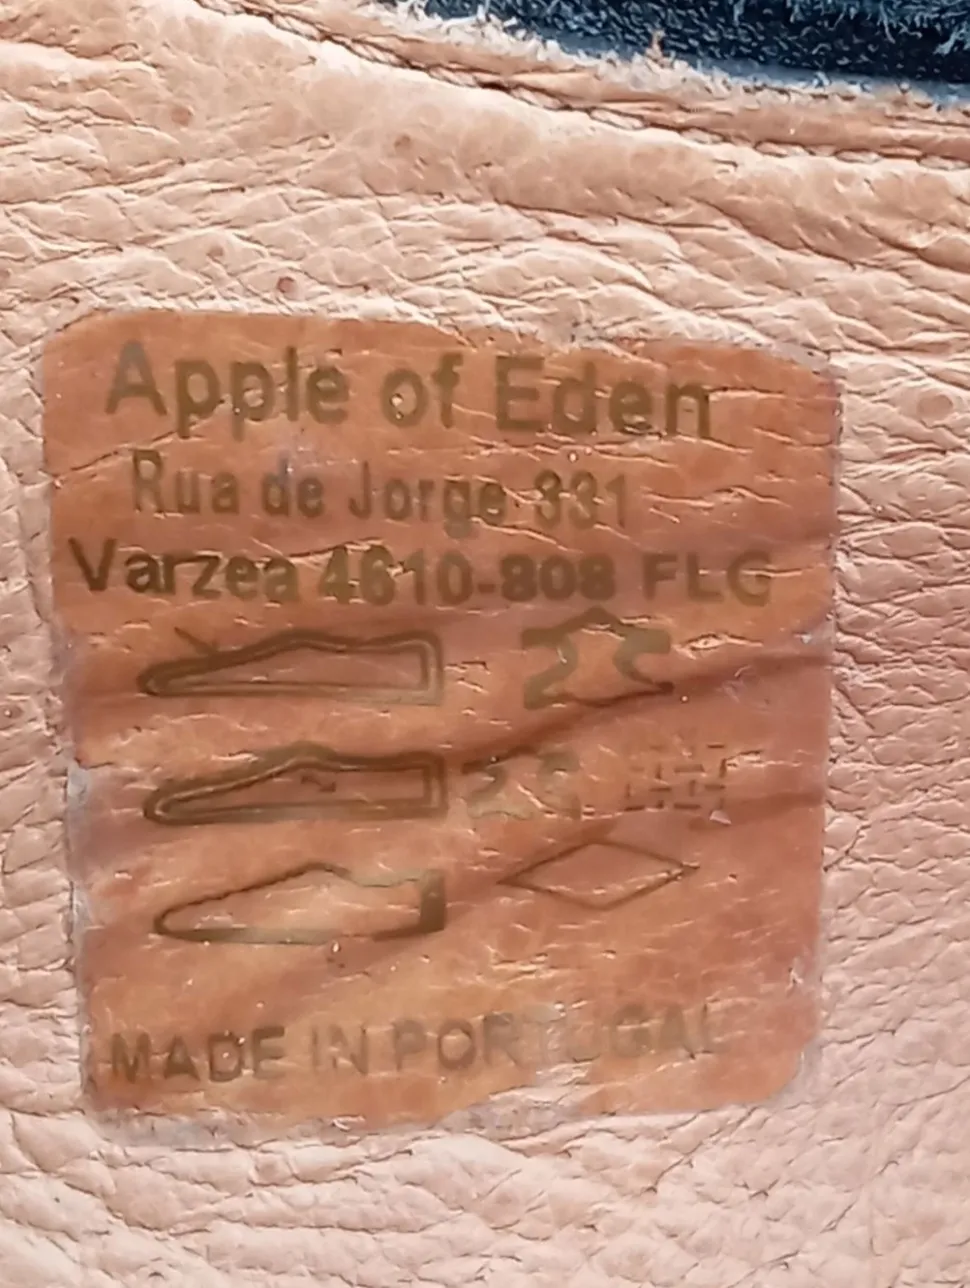 Apple of Eden
Rua de Jorge 331
Varzea 4610-808 FLG
MADE IN PORTUGAL